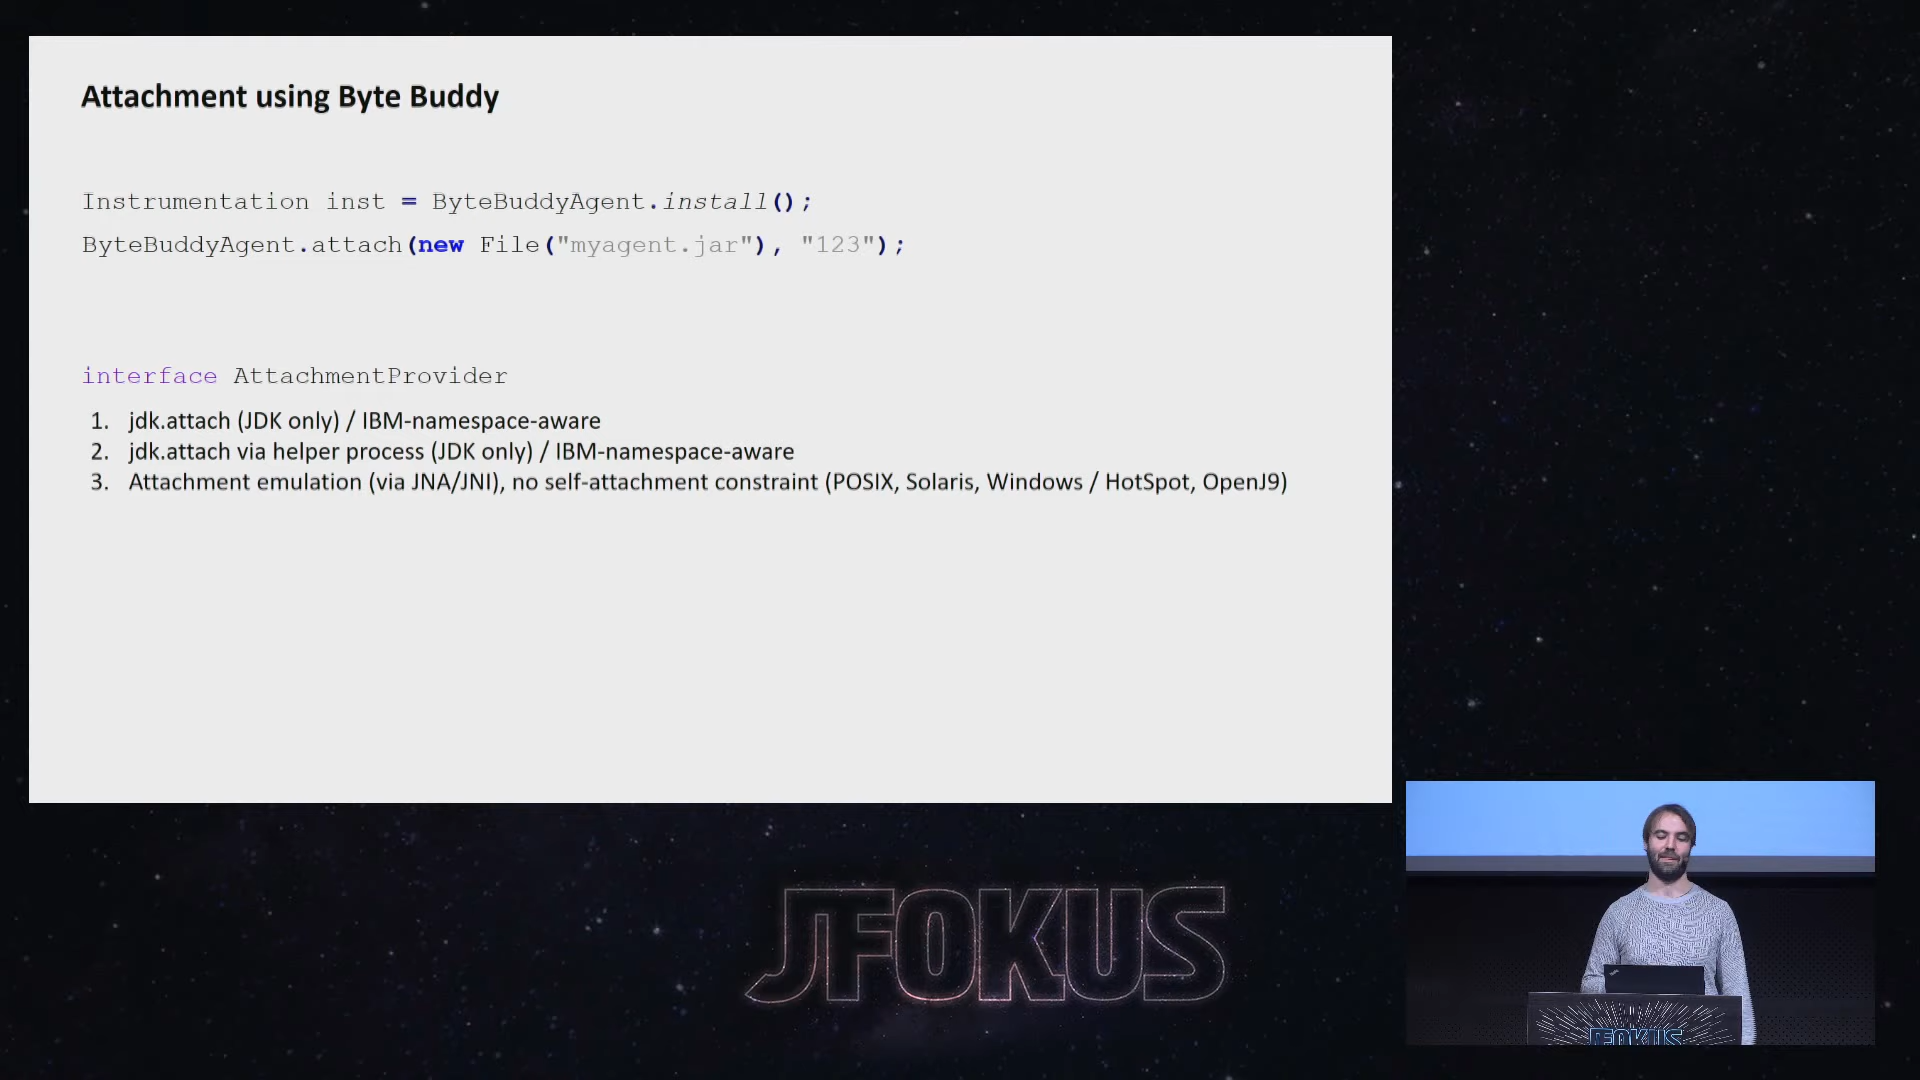 Attachment using Byte Buddy
Instrumentation inst = ByteBuddyAgent.install();
ByteBuddyAgent.attach(new File("myagent.jar"), "123");
interface AttachmentProvider
1. jdk.attach (JDK only) / IBM-namespace-aware
2. jdk.attach via helper process (JDK only) / IBM-namespace-aware
3. Attachment emulation (via JNA/JNI), no self-attachment constraint (POSIX, Solaris, Windows / HotSpot, OpenJ9)
JFOKUS
JFOKUS